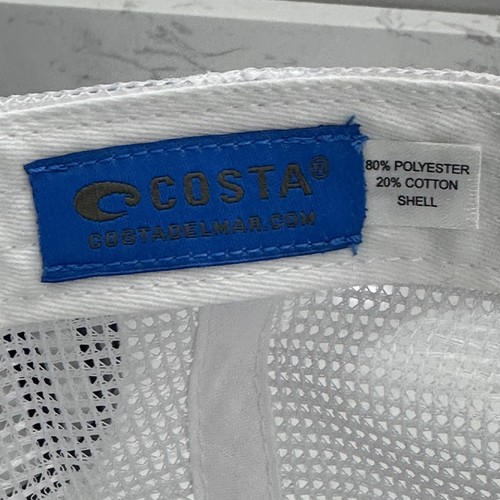 COSTA®
COSTADELMAR.COM
80% POLYESTER
20% COTTON
SHELL